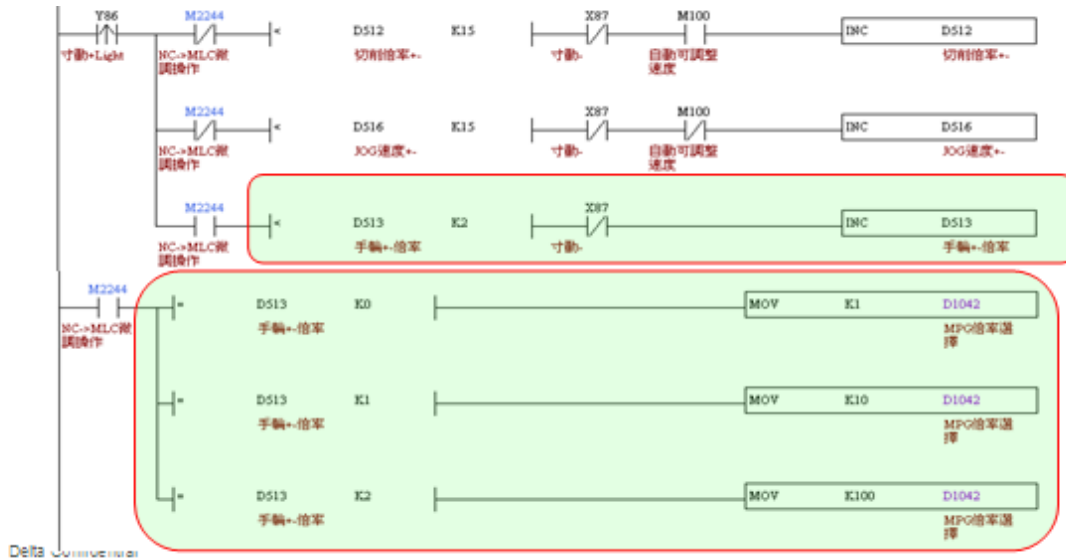 Y86 M2244 < D512 K15 X87 M100 INC D512
寸動+Light NC->MLC微 切削倍率+- 寸動- 自動可調整 切削倍率+-
調操作 速度
M2244 < D516 K15 X87 M100 INC D516
NC->MLC微 JOG速度+- 寸動- 自動可調整 JOG速度+-
調操作 速度
M2244 < D513 K2 X87 INC D513
NC->MLC微 手輪+-倍率 寸動- 手輪+-倍率
調操作
M2244 = D513 K0 MOV K1 D1042
NC->MLC微 手輪+-倍率 MPG倍率選
調操作 擇
= D513 K1 MOV K10 D1042
手輪+-倍率 MPG倍率選
擇
= D513 K2 MOV K100 D1042
手輪+-倍率 MPG倍率選
擇
Delta Confidential